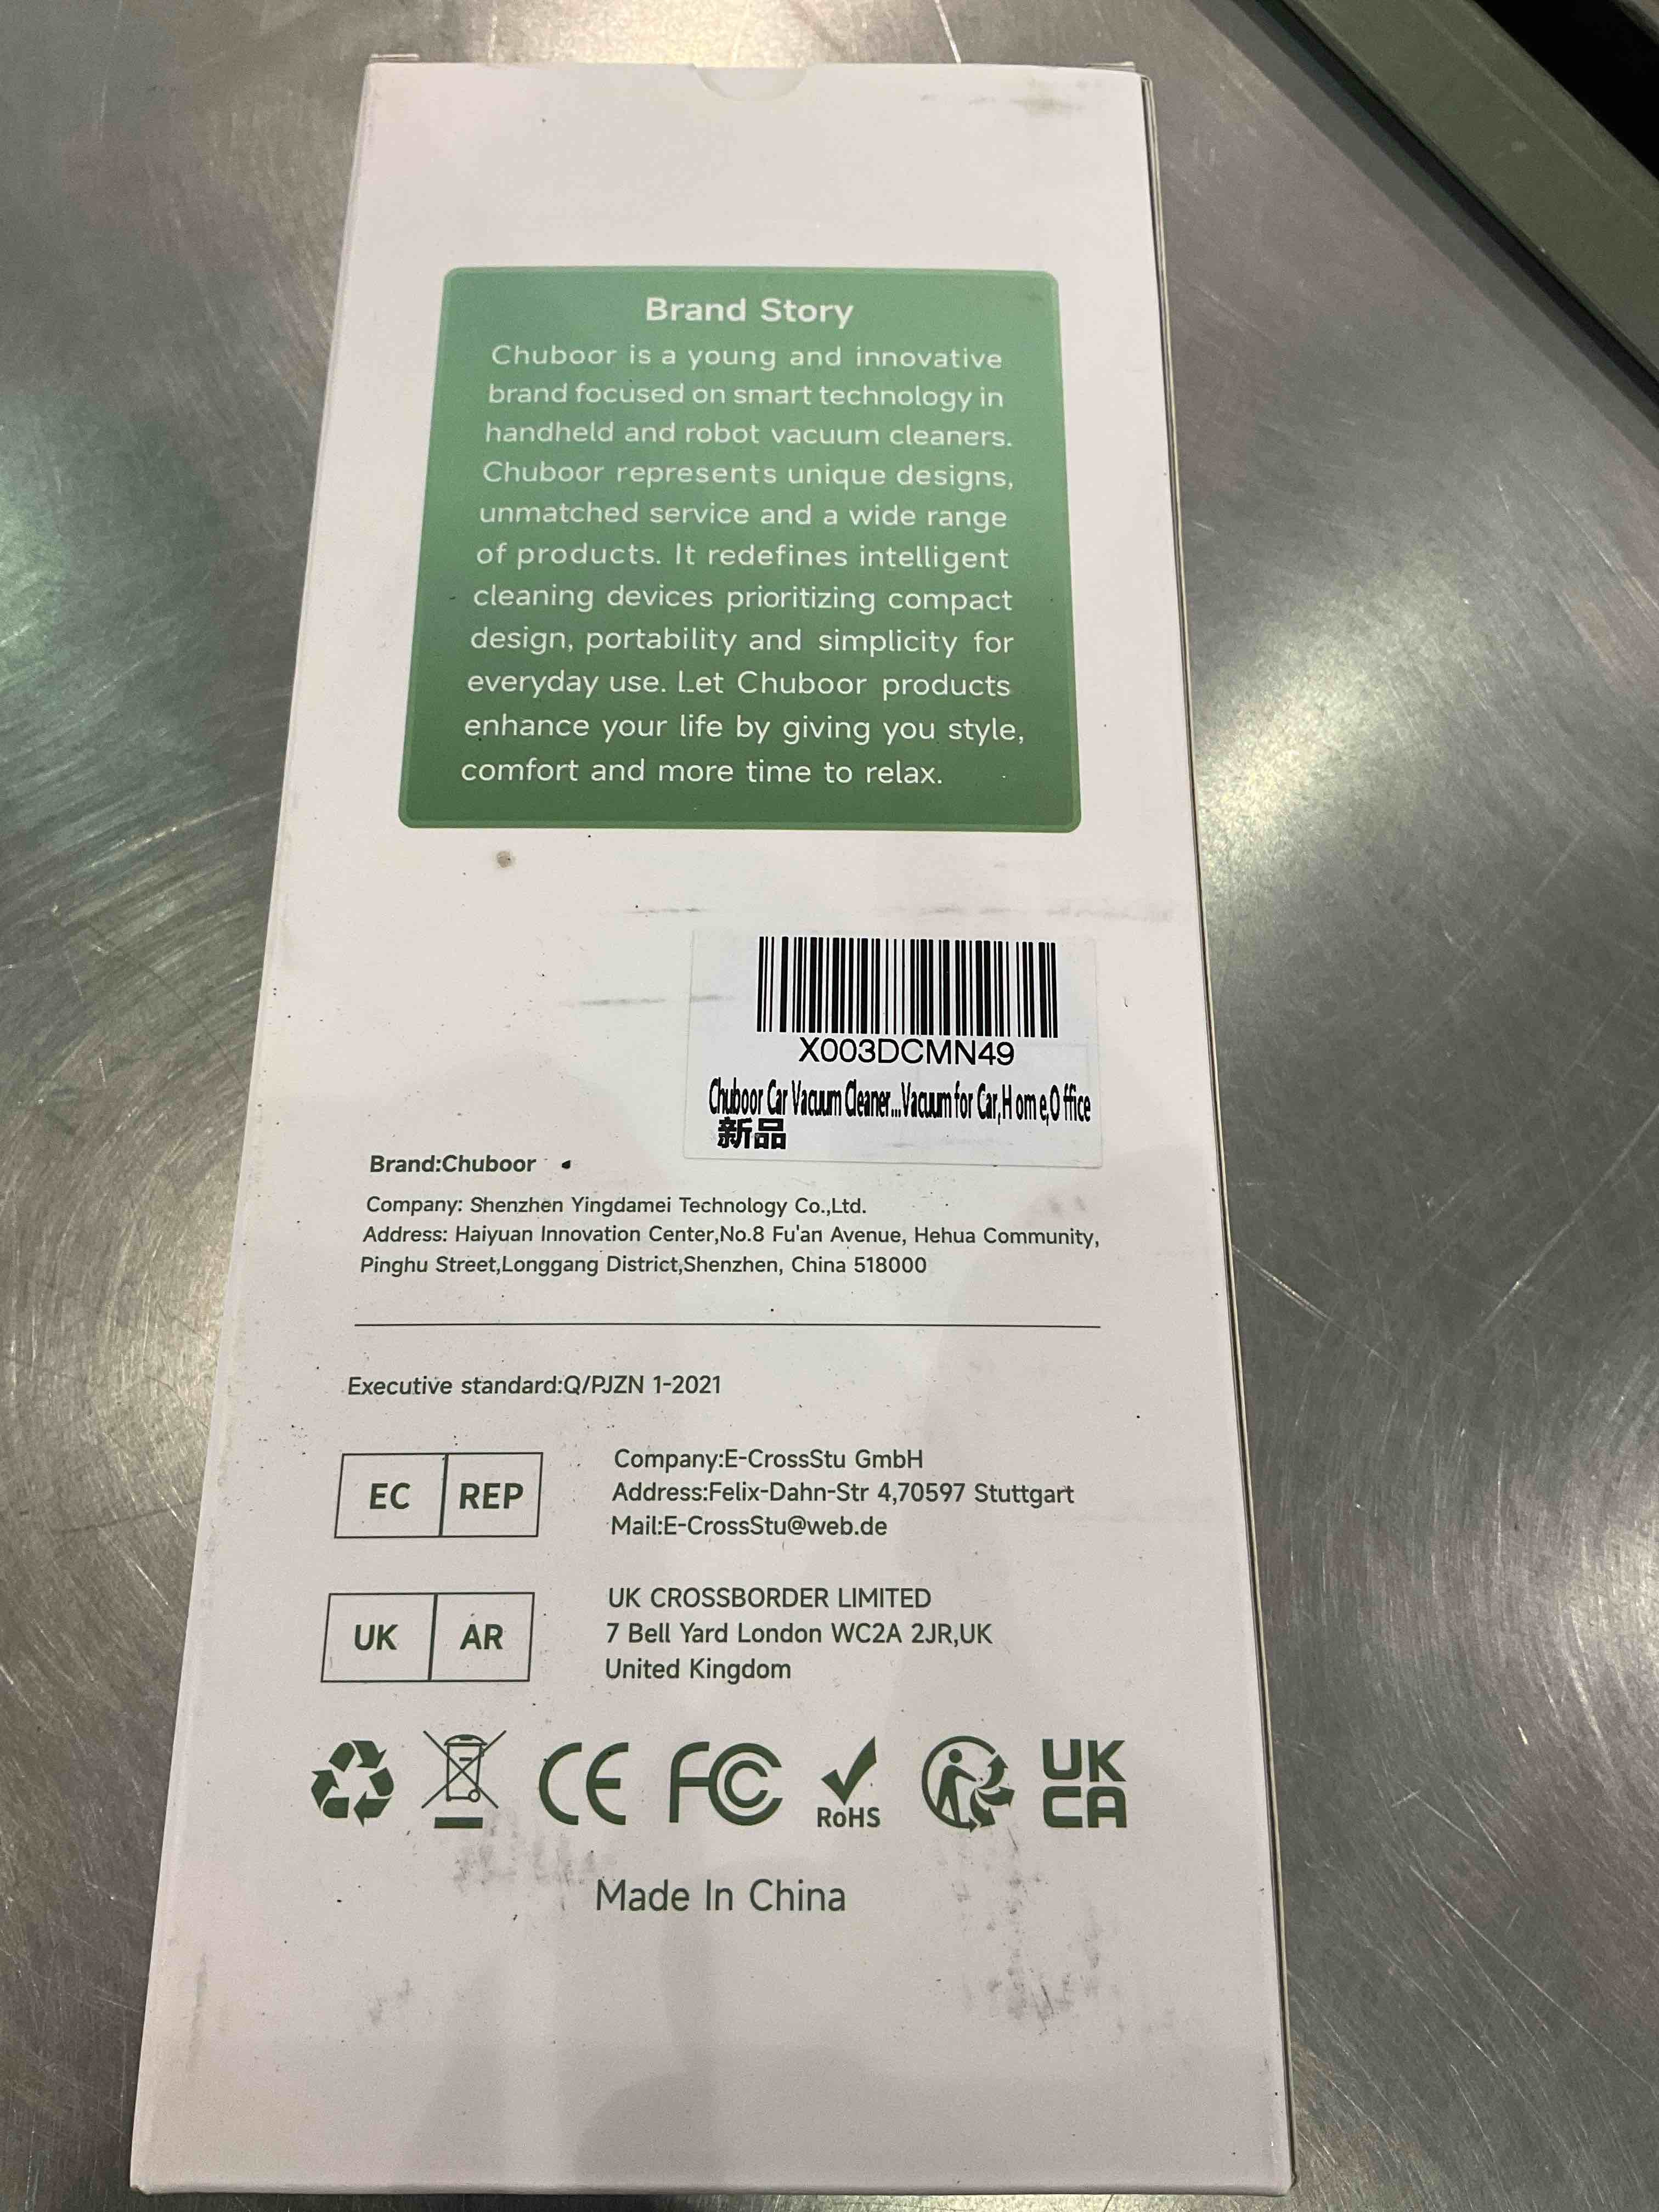 Brand Story
Chuboor is a young and innovative
brand focused on smart technology in
handheld and robot vacuum cleaners.
Chuboor represents unique designs,
unmatched service and a wide range
of products. It redefines intelligent
cleaning devices prioritizing compact
design, portability and simplicity for
everyday use. Let Chuboor products
enhance your life by giving you style,
comfort and more time to relax.
X003DCMN49
Chuboor Car Vacuum Cleaner...Vacuum for Car,Home,Office
新品
Brand:Chuboor
Company: Shenzhen Yingdamei Technology Co.,Ltd.
Address: Haiyuan Innovation Center,No.8 Fu'an Avenue, Hehua Community,
Pinghu Street,Longgang District,Shenzhen, China 518000
Executive standard:Q/PJZN 1-2021
EC REP
Company:E-CrossStu GmbH
Address:Felix-Dahn-Str 4,70597 Stuttgart
Mail:E-CrossStu@web.de
UK AR
UK CROSSBORDER LIMITED
7 Bell Yard London WC2A 2JR,UK
United Kingdom
CE FC RoHS UK
CA
Made In China